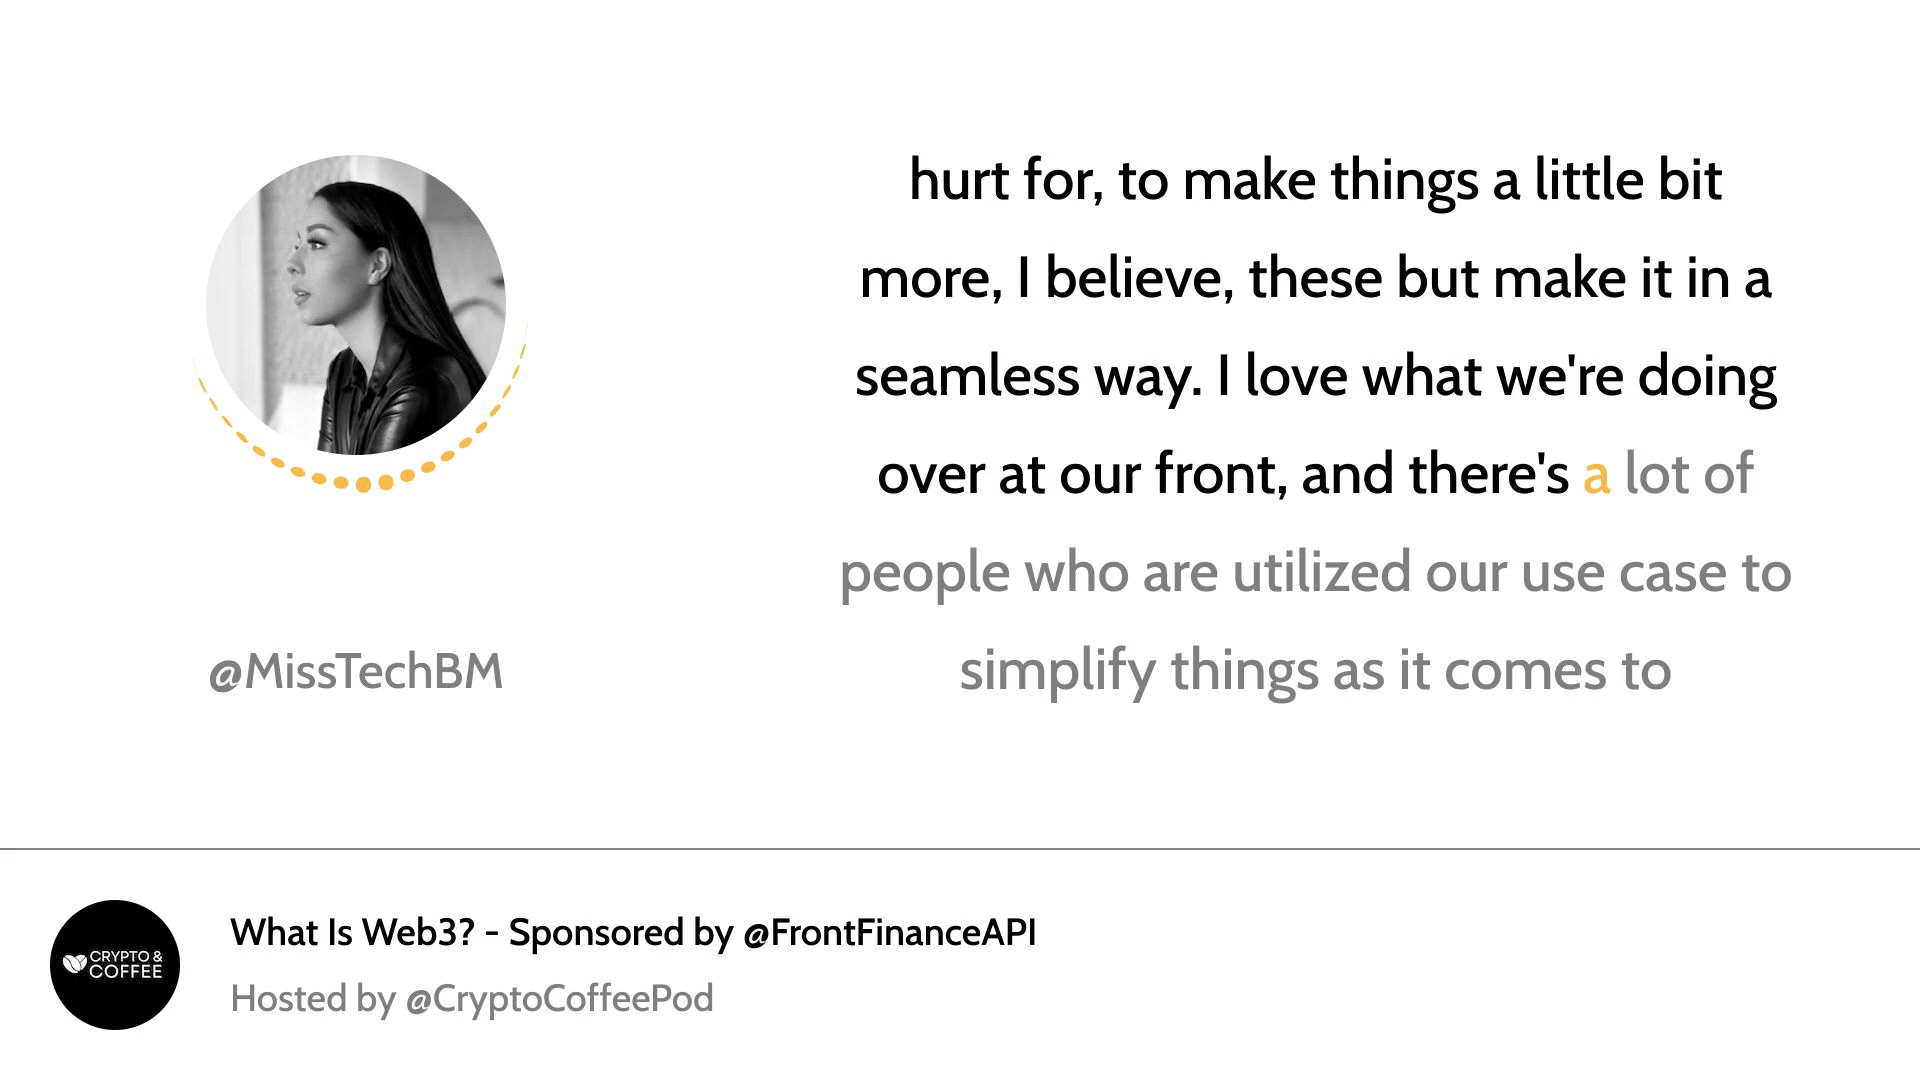 hurt for, to make things a little bit
more, I believe, these but make it in a
seamless way. I love what we're doing
over at our front, and there's a lot of
people who are utilized our use case to
simplify things as it comes to
@MissTechBM
CRYPTO &
COFFEE
What Is Web3? - Sponsored by @FrontFinanceAPI
Hosted by @CryptoCoffeePod